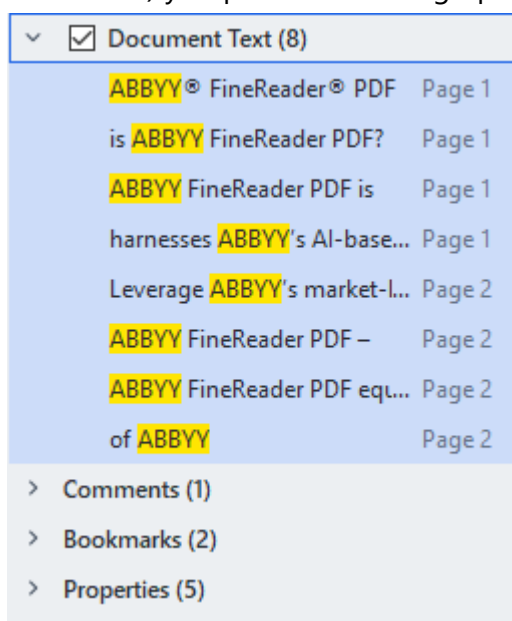 Document Text (8)
ABBYY® FineReader® PDF Page 1
is ABBYY FineReader PDF? Page 1
ABBYY FineReader PDF is Page 1
harnesses ABBYY's AI-base... Page 1
Leverage ABBYY's market-l... Page 2
ABBYY FineReader PDF – Page 2
ABBYY FineReader PDF equ... Page 2
of ABBYY Page 2
Comments (1)
Bookmarks (2)
Properties (5)